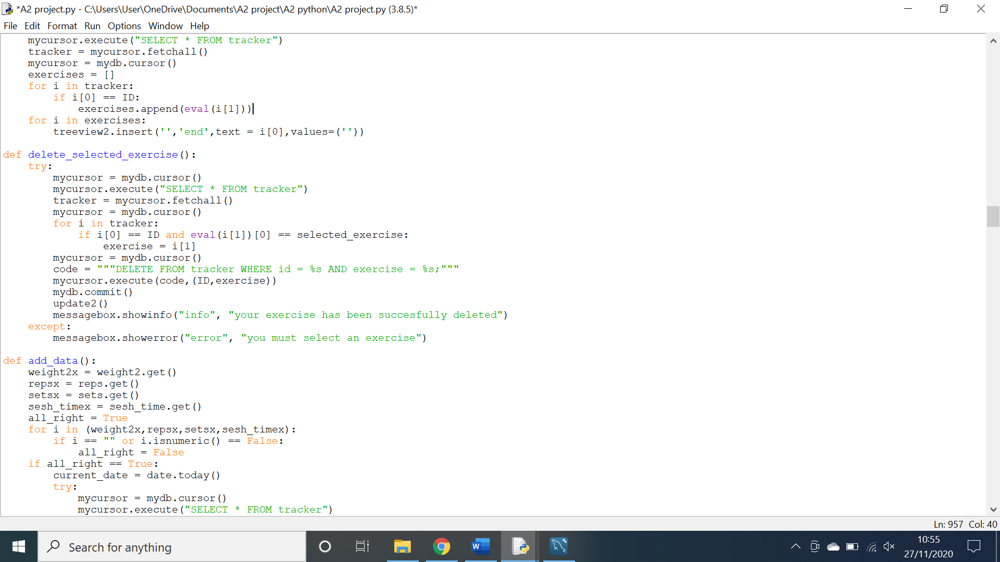 *A2 project.py - C:\Users\User\OneDrive\Documents\A2 project\A2 python\A2 project.py (3.8.5)*
File Edit Format Run Options Window Help
    mycursor.execute("SELECT * FROM tracker")
    tracker = mycursor.fetchall()
    mycursor = mydb.cursor()
    exercises = []
    for i in tracker:
        if i[0] == ID:
            exercises.append(eval(i[1]))
    for i in exercises:
        treeview2.insert('','end',text = i[0],values=(''))

def delete_selected_exercise():
    try:
        mycursor = mydb.cursor()
        mycursor.execute("SELECT * FROM tracker")
        tracker = mycursor.fetchall()
        mycursor = mydb.cursor()
        for i in tracker:
            if i[0] == ID and eval(i[1])[0] == selected_exercise:
                exercise = i[1]
        mycursor = mydb.cursor()
        code = """DELETE FROM tracker WHERE id = %s AND exercise = %s;"""
        mycursor.execute(code,(ID,exercise))
        mydb.commit()
        update2()
        messagebox.showinfo("info", "your exercise has been succesfully deleted")
    except:
        messagebox.showerror("error", "you must select an exercise")

def add_data():
    weight2x = weight2.get()
    repsx = reps.get()
    setsx = sets.get()
    sesh_timex = sesh_time.get()
    all_right = True
    for i in (weight2x,repsx,setsx,sesh_timex):
        if i == "" or i.isnumeric() == False:
            all_right = False
    if all_right == True:
        current_date = date.today()
        try:
            mycursor = mydb.cursor()
            mycursor.execute("SELECT * FROM tracker")
Ln: 957 Col: 40
Search for anything
W
10:55
27/11/2020